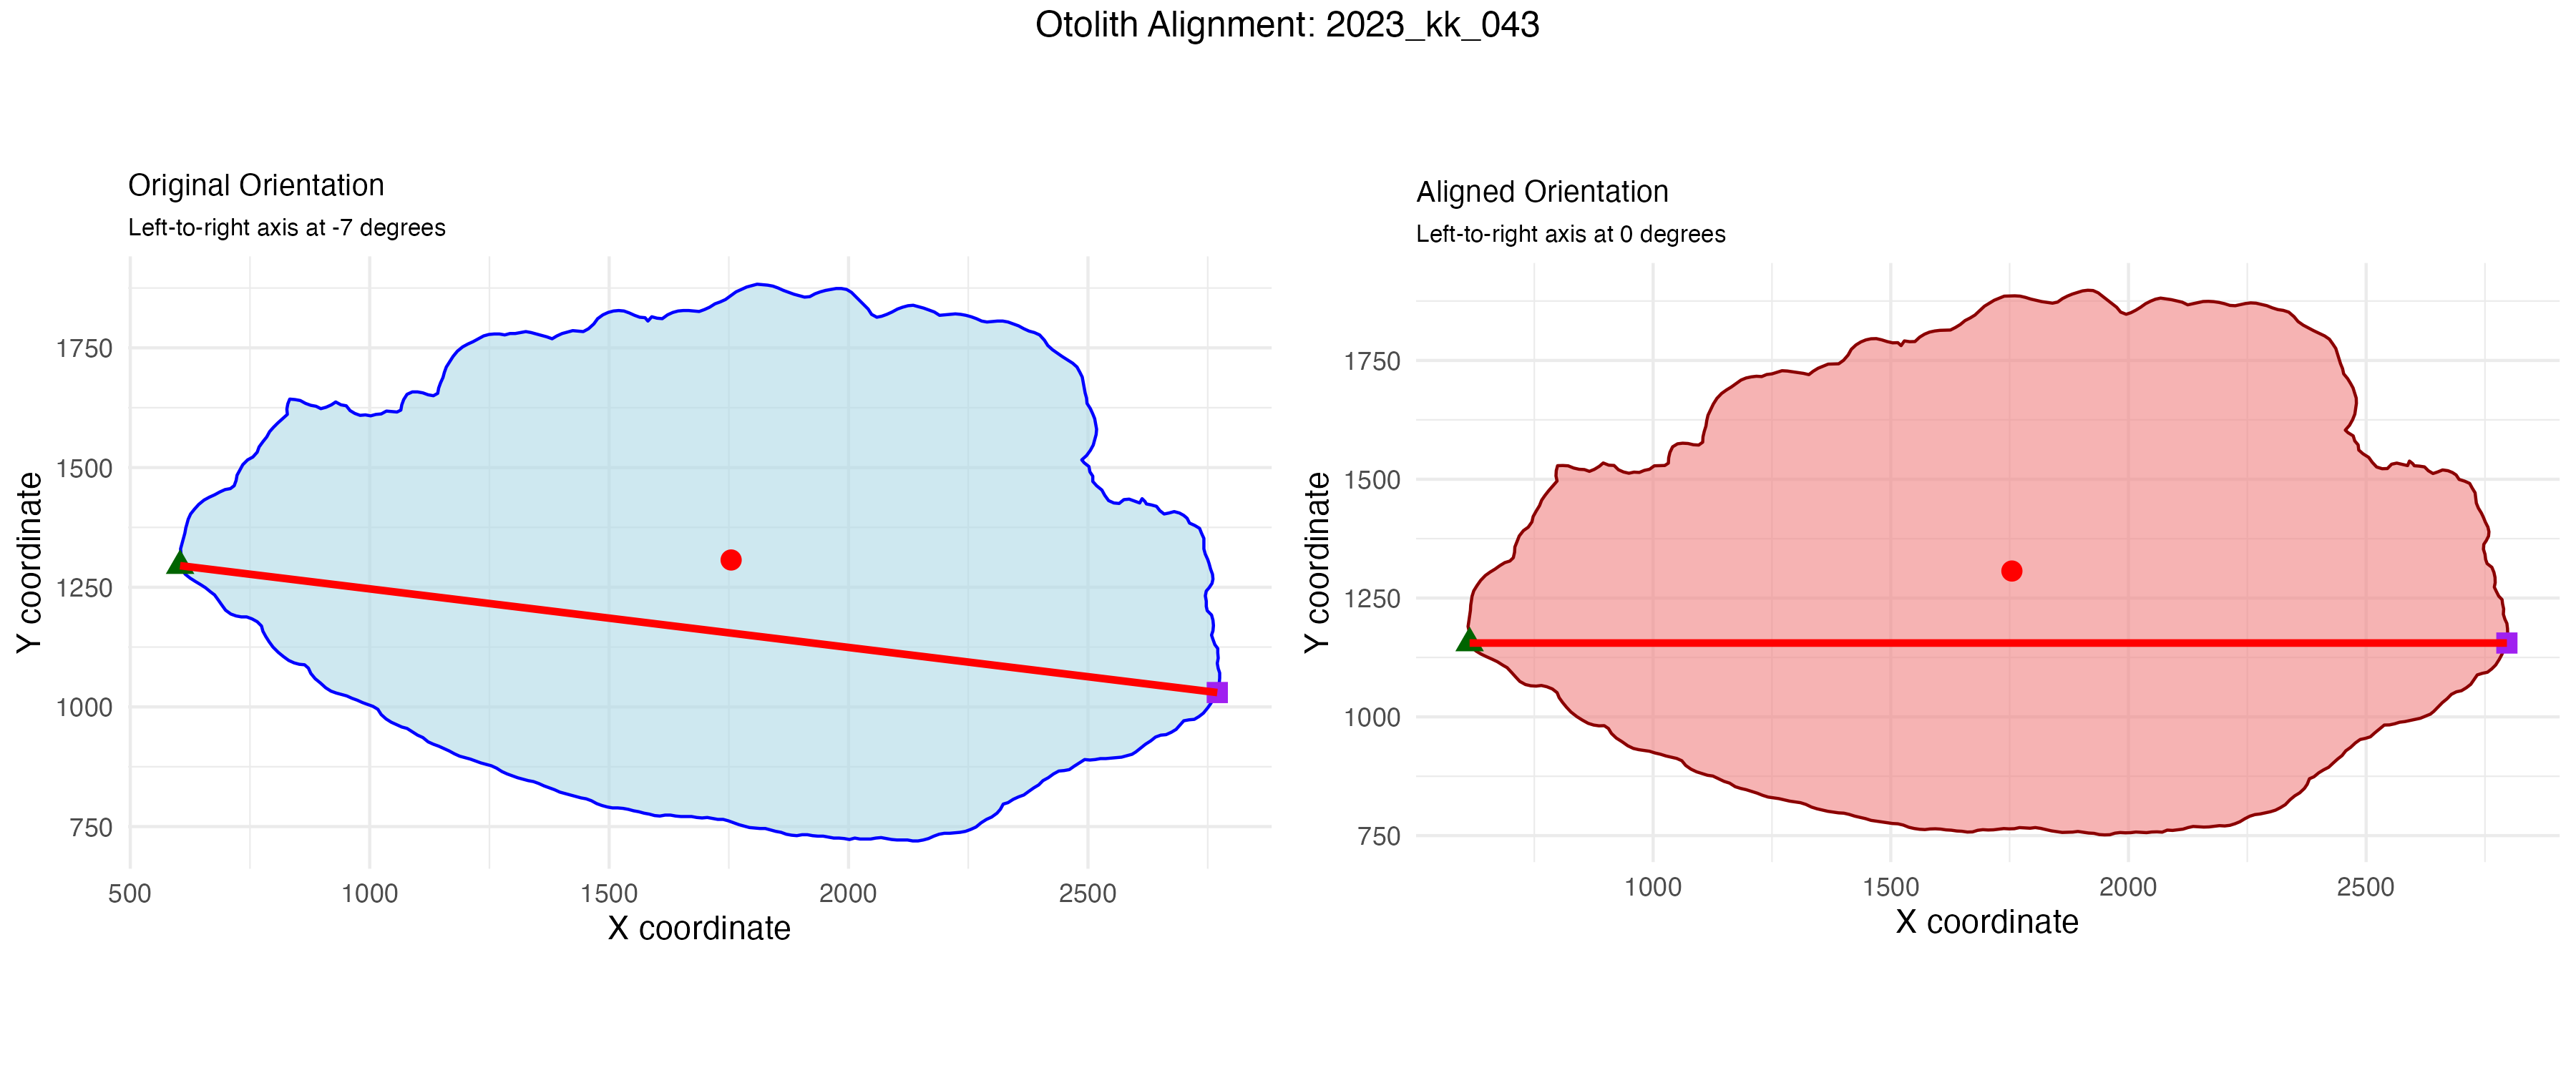 Otolith Alignment: 2023_kk_043
Original Orientation
Left-to-right axis at -7 degrees
1750
1500
1250
1000
750
Y coordinate
500 1000 1500 2000 2500
X coordinate
Aligned Orientation
Left-to-right axis at 0 degrees
1750
1500
1250
1000
750
Y coordinate
1000 1500 2000 2500
X coordinate